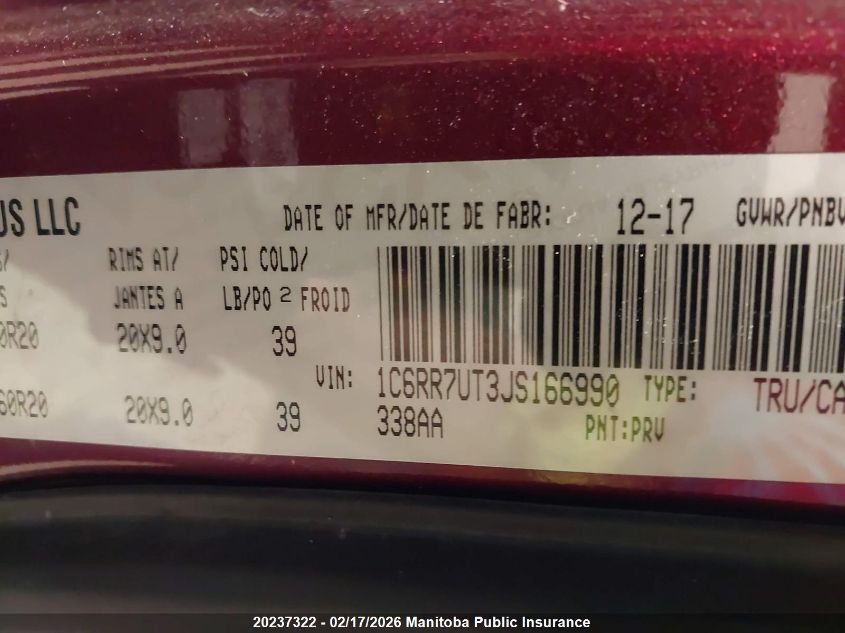 US LLC DATE OF MFR/DATE DE FABR: 12-17 GVWR/PNBV
RIMS AT/ PSI COLD/
JANTES A LB/PO 2 FROID
0R20 20X9.0 39
VIN: 1C6RR7UT3JS166990 TYPE: TRU/CA
60R20 20X9.0 39 338AA PNT:PRV
20237322 - 02/17/2026 Manitoba Public Insurance